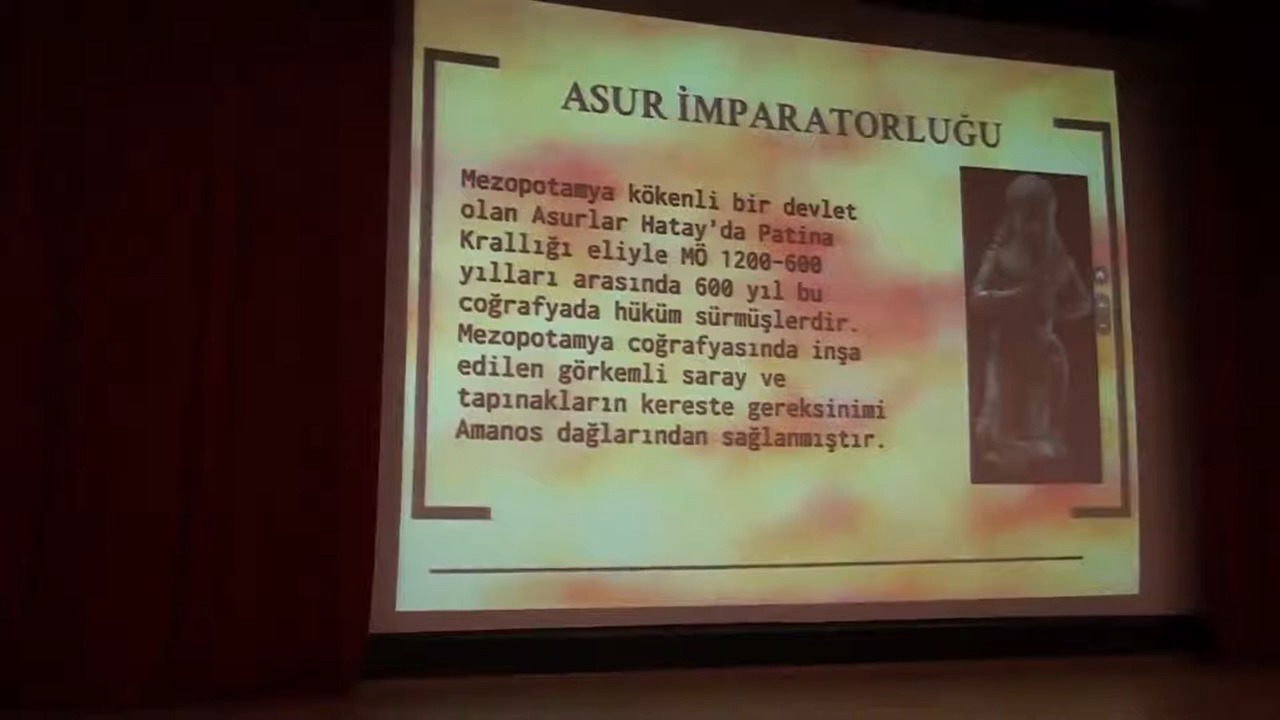 ASUR İMPARATORLUĞU
Mezopotamya kökenli bir devlet
olan Asurlar Hatay'da Patina
Krallığı eliyle MÖ 1200-600
yılları arasında 600 yıl bu
coğrafyada hüküm sürmüşlerdir.
Mezopotamya coğrafyasında inşa
edilen görkemli saray ve
tapınakların kereste gereksinimi
Amanos dağlarından sağlanmıştır.